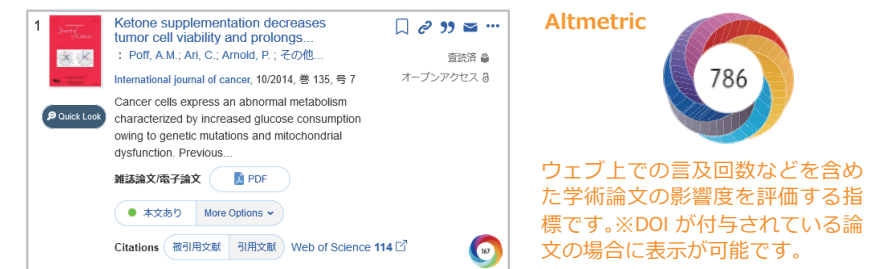 1
Ketone supplementation decreases
tumor cell viability and prolongs...
: Poff, A.M.; Ari, C.; Arnold, P. ; その他...
査読済
International journal of cancer, 10/2014, 巻 135, 号 7
オープンアクセス
Quick Look
Cancer cells express an abnormal metabolism
characterized by increased glucose consumption
owing to genetic mutations and mitochondrial
dysfunction. Previous...
雑誌論文/電子論文 PDF
本文あり More Options
Citations 被引用文献 引用文献 Web of Science 114
167
Altmetric
786
ウェブ上での言及回数などを含め
た学術論文の影響度を評価する指
標です。※DOI が付与されている論
文の場合に表示が可能です。